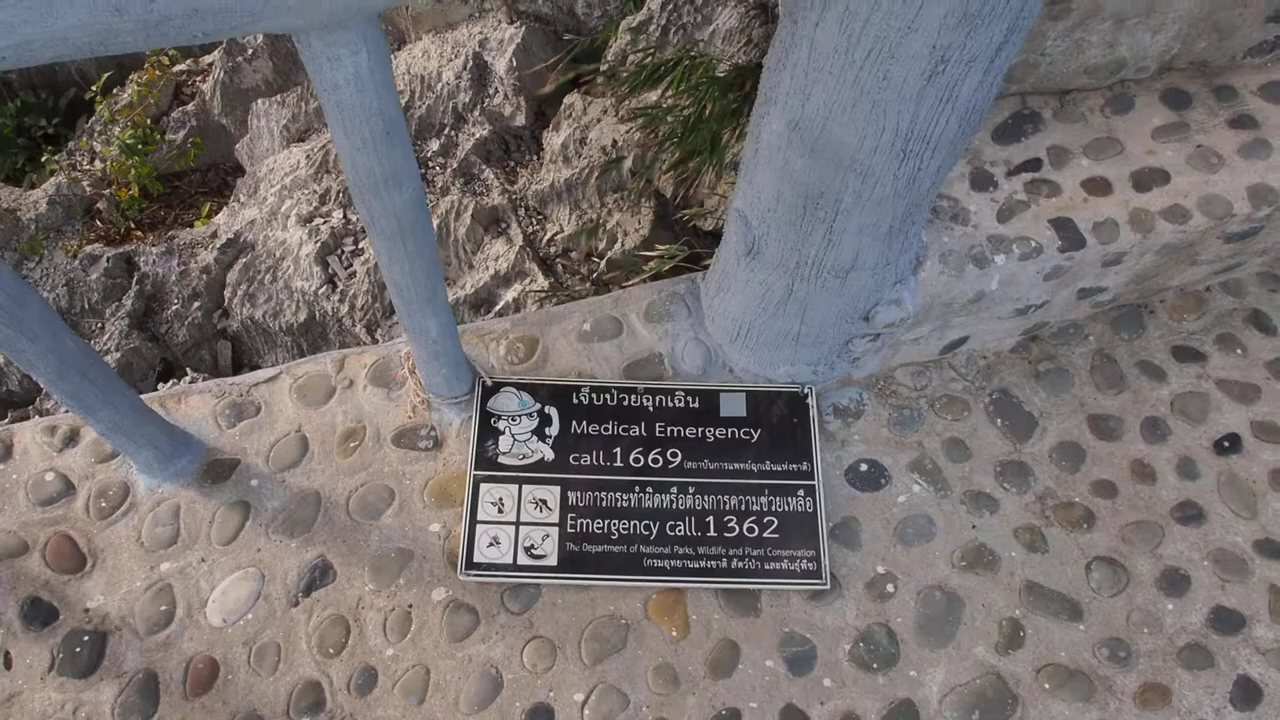 เจ็บป่วยฉุกเฉิน
Medical Emergency
call.1669 (สถาบันการแพทย์ฉุกเฉินแห่งชาติ)
พบการกระทำผิดหรือต้องการความช่วยเหลือ
Emergency call.1362
The Department of National Parks, Wildlife and Plant Conservation
(กรมอุทยานแห่งชาติ สัตว์ป่า และพันธุ์พืช)